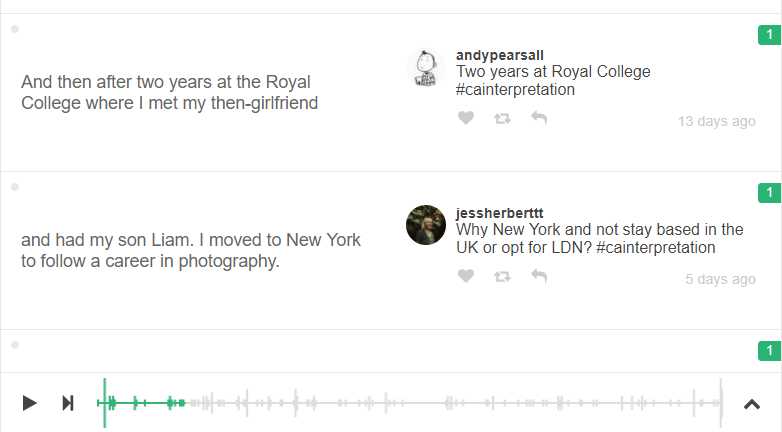 1
And then after two years at the Royal
College where I met my then-girlfriend
andypearsall
Two years at Royal College
#cainterpretation
13 days ago
1
and had my son Liam. I moved to New York
to follow a career in photography.
jessherberttt
Why New York and not stay based in the
UK or opt for LDN? #cainterpretation
5 days ago
1